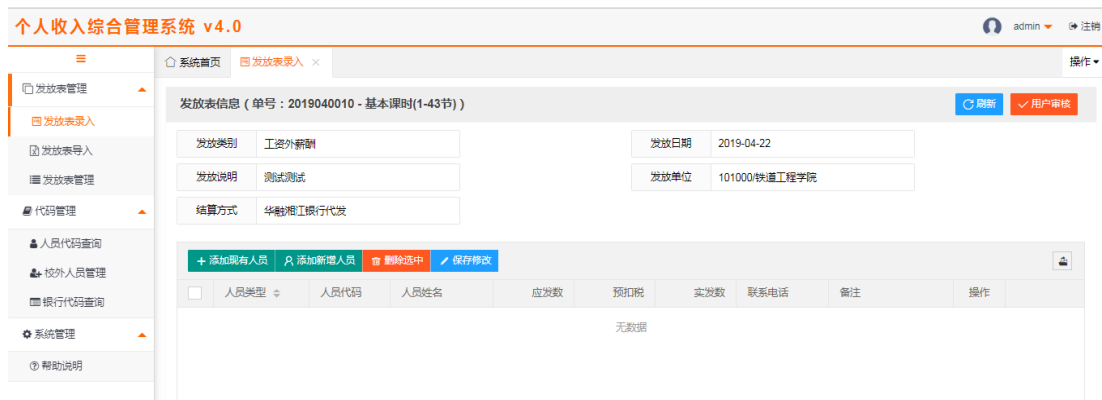 个人收入综合管理系统 v4.0
admin
注销
系统首页
发放表录入
操作
发放表管理
发放表录入
发放表导入
发放表管理
代码管理
人员代码查询
校外人员管理
银行代码查询
系统管理
帮助说明
发放表信息 ( 单号：2019040010 - 基本课时(1-43节) )
刷新
用户审核
发放类别 工资外薪酬
发放日期 2019-04-22
发放说明 测试测试
发放单位 101000/铁道工程学院
结算方式 华融湘江银行代发
添加现有人员 添加新增人员 删除选中 保存修改
人员类型 人员代码 人员姓名 应发数 预扣税 实发数 联系电话 备注 操作
无数据